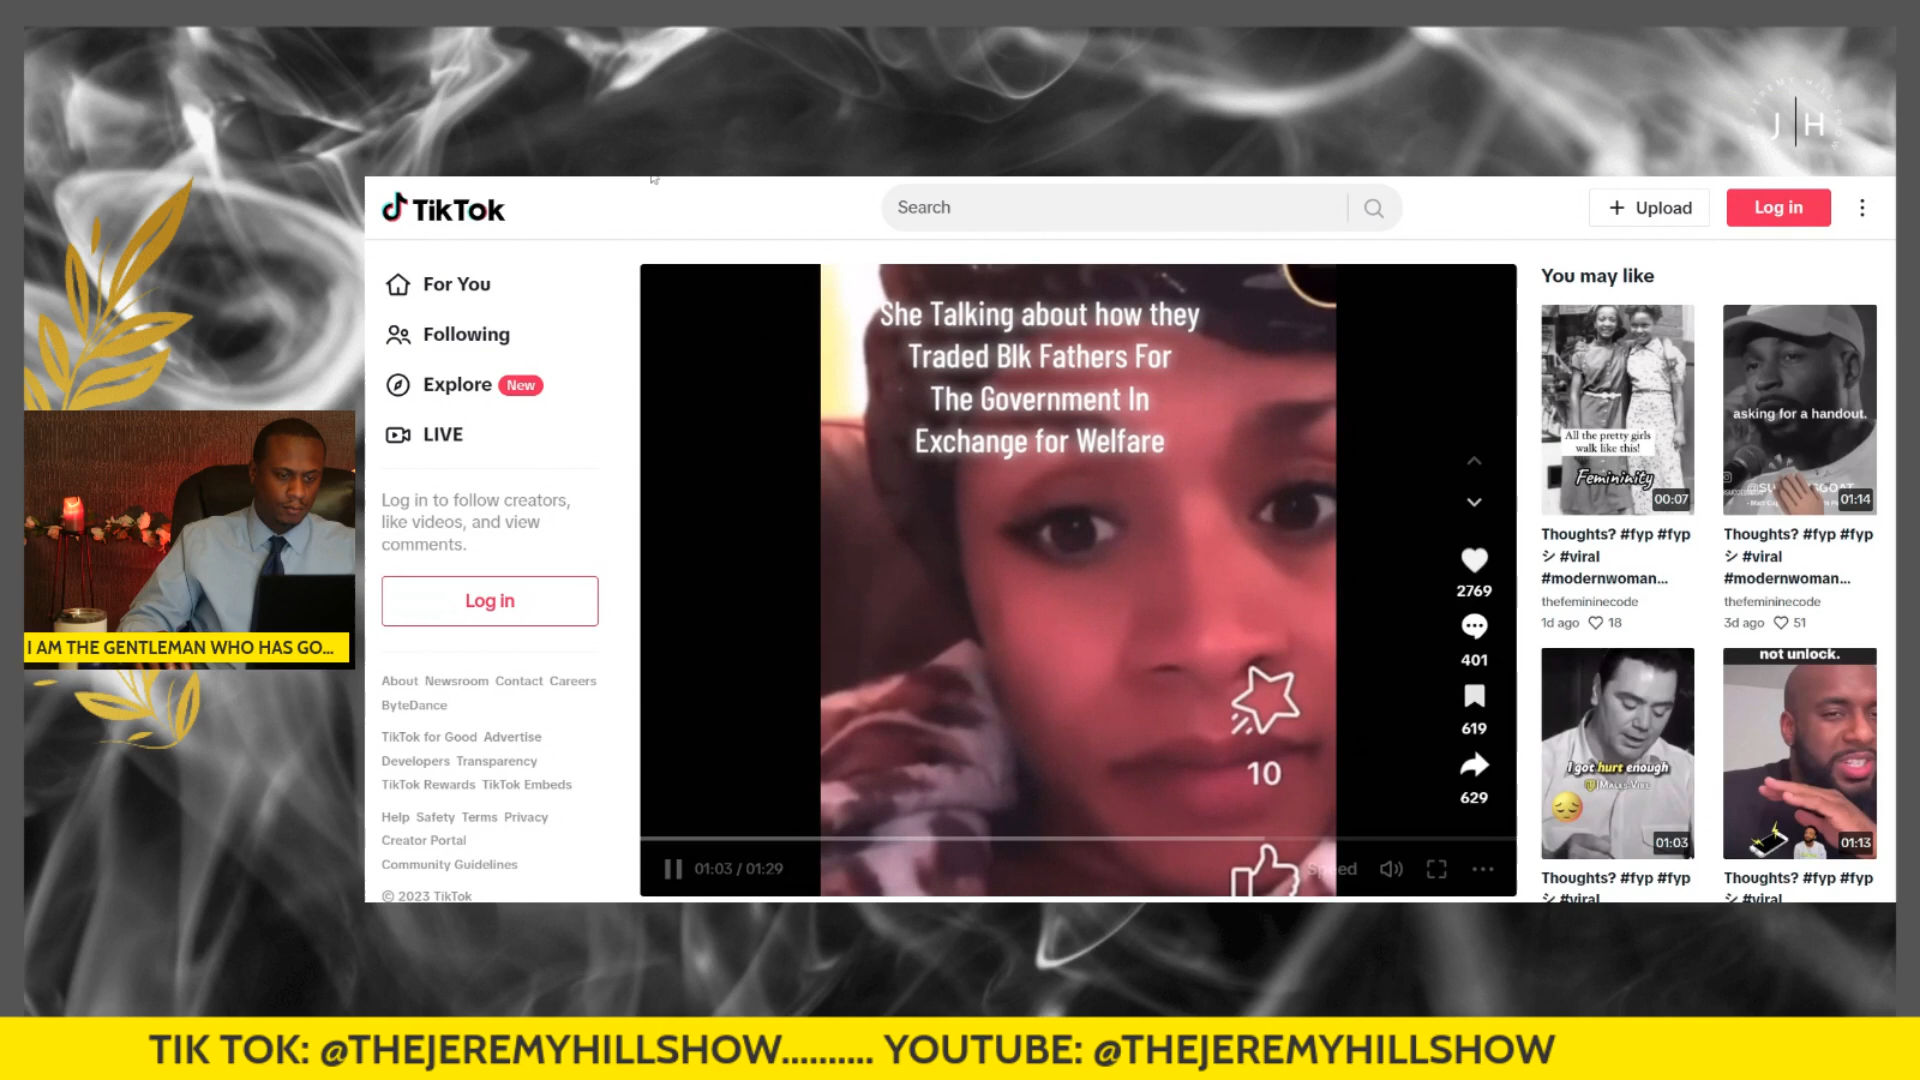 J H
TikTok
Search
Upload
Log in
For You
Following
Explore New
LIVE
Log in to follow creators,
like videos, and view
comments.
Log in
About Newsroom Contact Careers
ByteDance
TikTok for Good Advertise
Developers Transparency
TikTok Rewards TikTok Embeds
Help Safety Terms Privacy
Creator Portal
Community Guidelines
© 2023 TikTok
She Talking about how they
Traded Blk Fathers For
The Government In
Exchange for Welfare
10
2769
401
619
629
01:03 / 01:29
Speed
You may like
All the pretty girls
walk like this!
Femininity
00:07
Thoughts? #fyp #fyp
シ #viral
#modernwoman...
thefemininecode
1d ago 18
asking for a handout.
01:14
Thoughts? #fyp #fyp
シ #viral
#modernwoman...
thefemininecode
3d ago 51
I got hurt enough
01:03
Thoughts? #fyp #fyp
シ #viral
not unlock.
01:13
Thoughts? #fyp #fyp
シ #viral
I AM THE GENTLEMAN WHO HAS GO...
TIK TOK: @THEJEREMYHILLSHOW.......... YOUTUBE: @THEJEREMYHILLSHOW